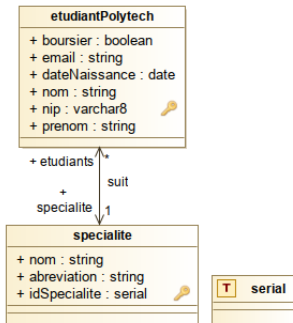 etudiantPolytech
+ boursier : boolean
+ email : string
+ dateNaissance : date
+ nom : string
+ nip : varchar8
+ prenom : string
+ etudiants
*
suit
+
specialite
1
specialite
+ nom : string
+ abreviation : string
+ idSpecialite : serial
T serial